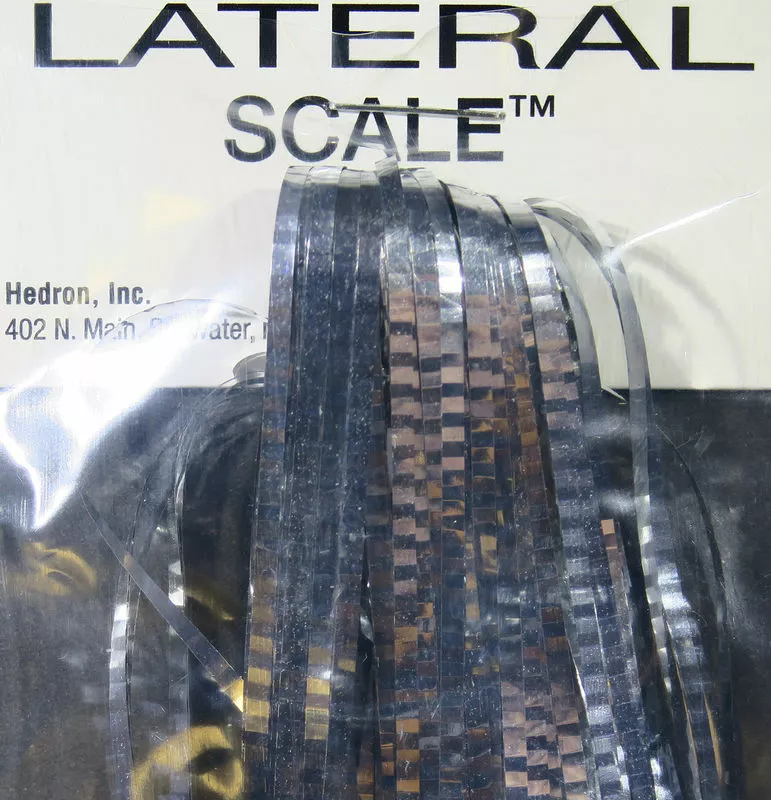 LATERAL
SCALE™
Hedron, Inc.
402 N. Main,